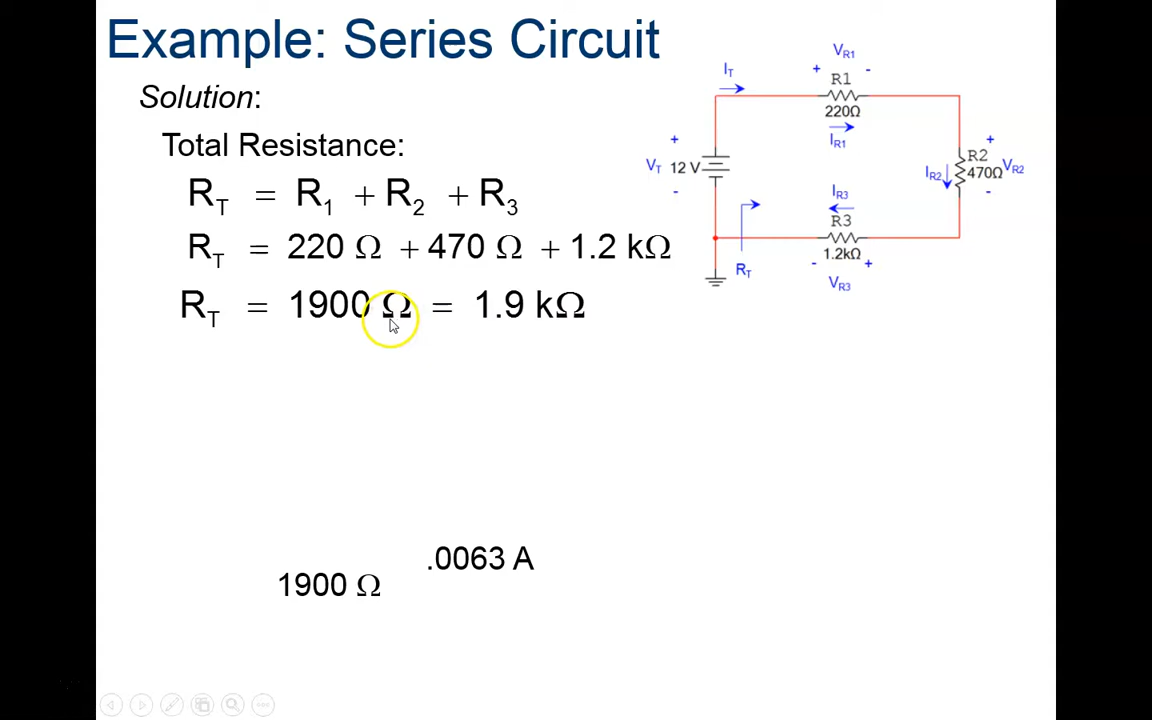 Example: Series Circuit
Solution:
Total Resistance:
R_T = R_1 + R_2 + R_3
R_T = 220 Ω + 470 Ω + 1.2 kΩ
R_T = 1900 Ω = 1.9 kΩ
.0063 A
1900 Ω
V_R1
I_T
+ -
R1
220Ω
I_R1
+
V_T 12 V
-
+
R2
I_R2 470Ω V_R2
-
I_R3
R3
1.2kΩ
- +
R_T
V_R3